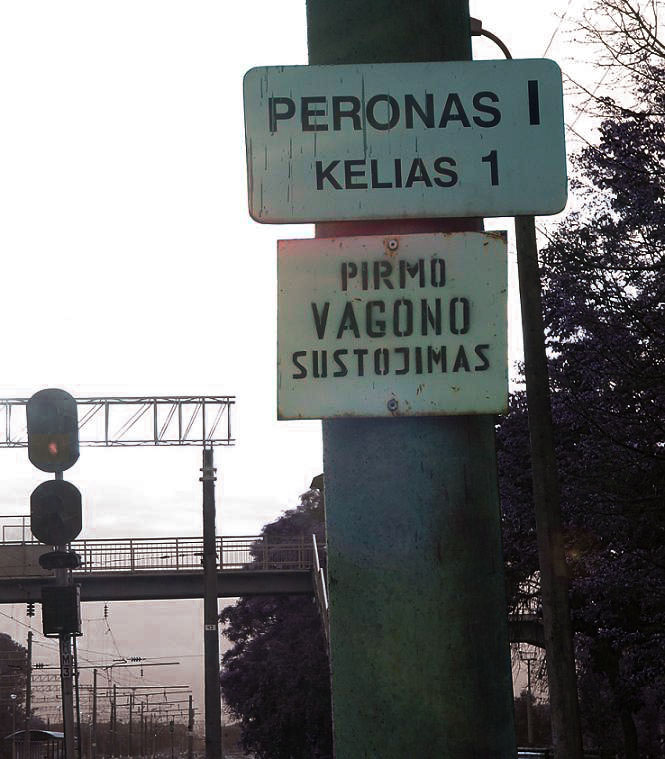 PERONAS I
KELIAS 1
PIRMO
VAGONO
SUSTOJIMAS